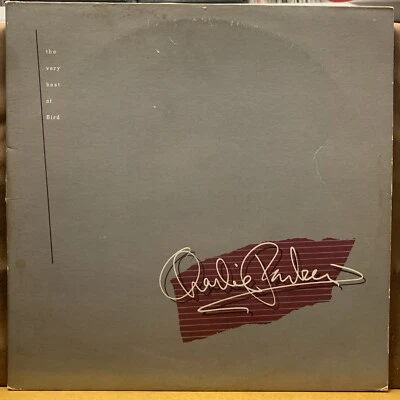 the
very
best
of
Bird
Charlie Parker